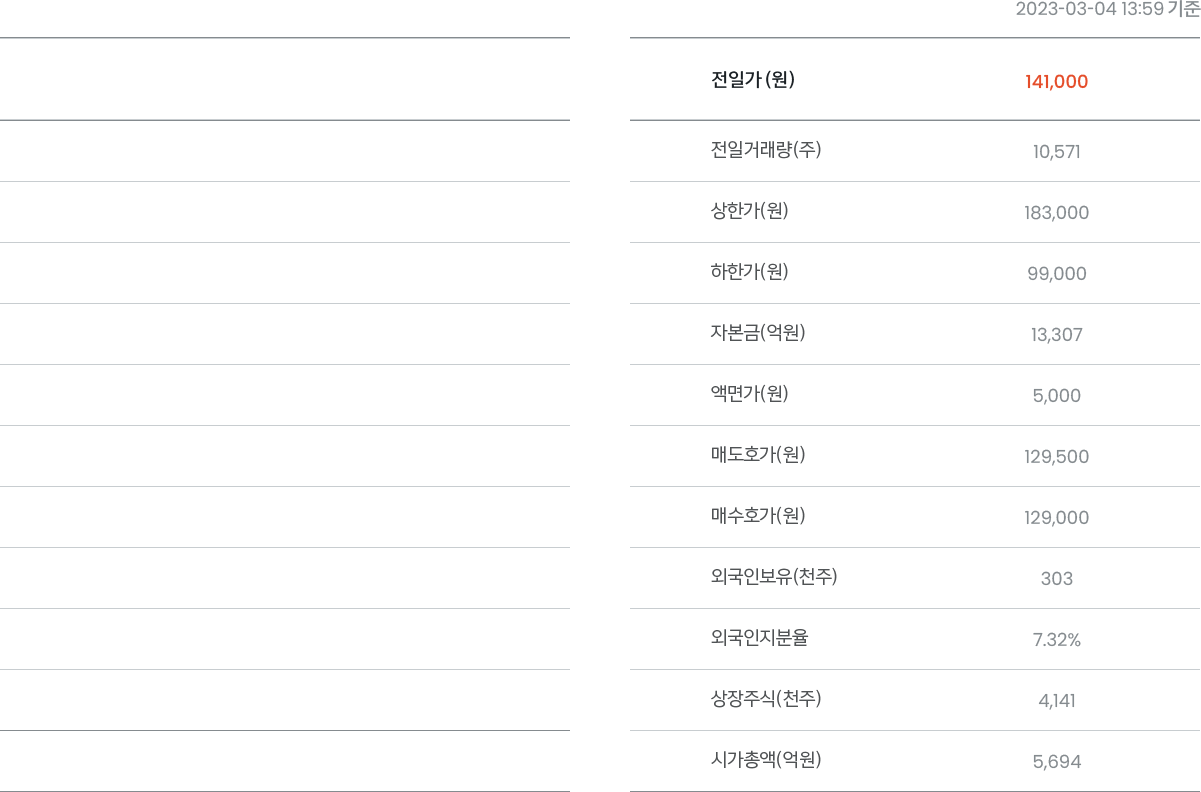 2023-03-04 13:59 기준
전일가 (원) 141,000
전일거래량(주) 10,571
상한가(원) 183,000
하한가(원) 99,000
자본금(억원) 13,307
액면가(원) 5,000
매도호가(원) 129,500
매수호가(원) 129,000
외국인보유(천주) 303
외국인지분율 7.32%
상장주식(천주) 4,141
시가총액(억원) 5,694